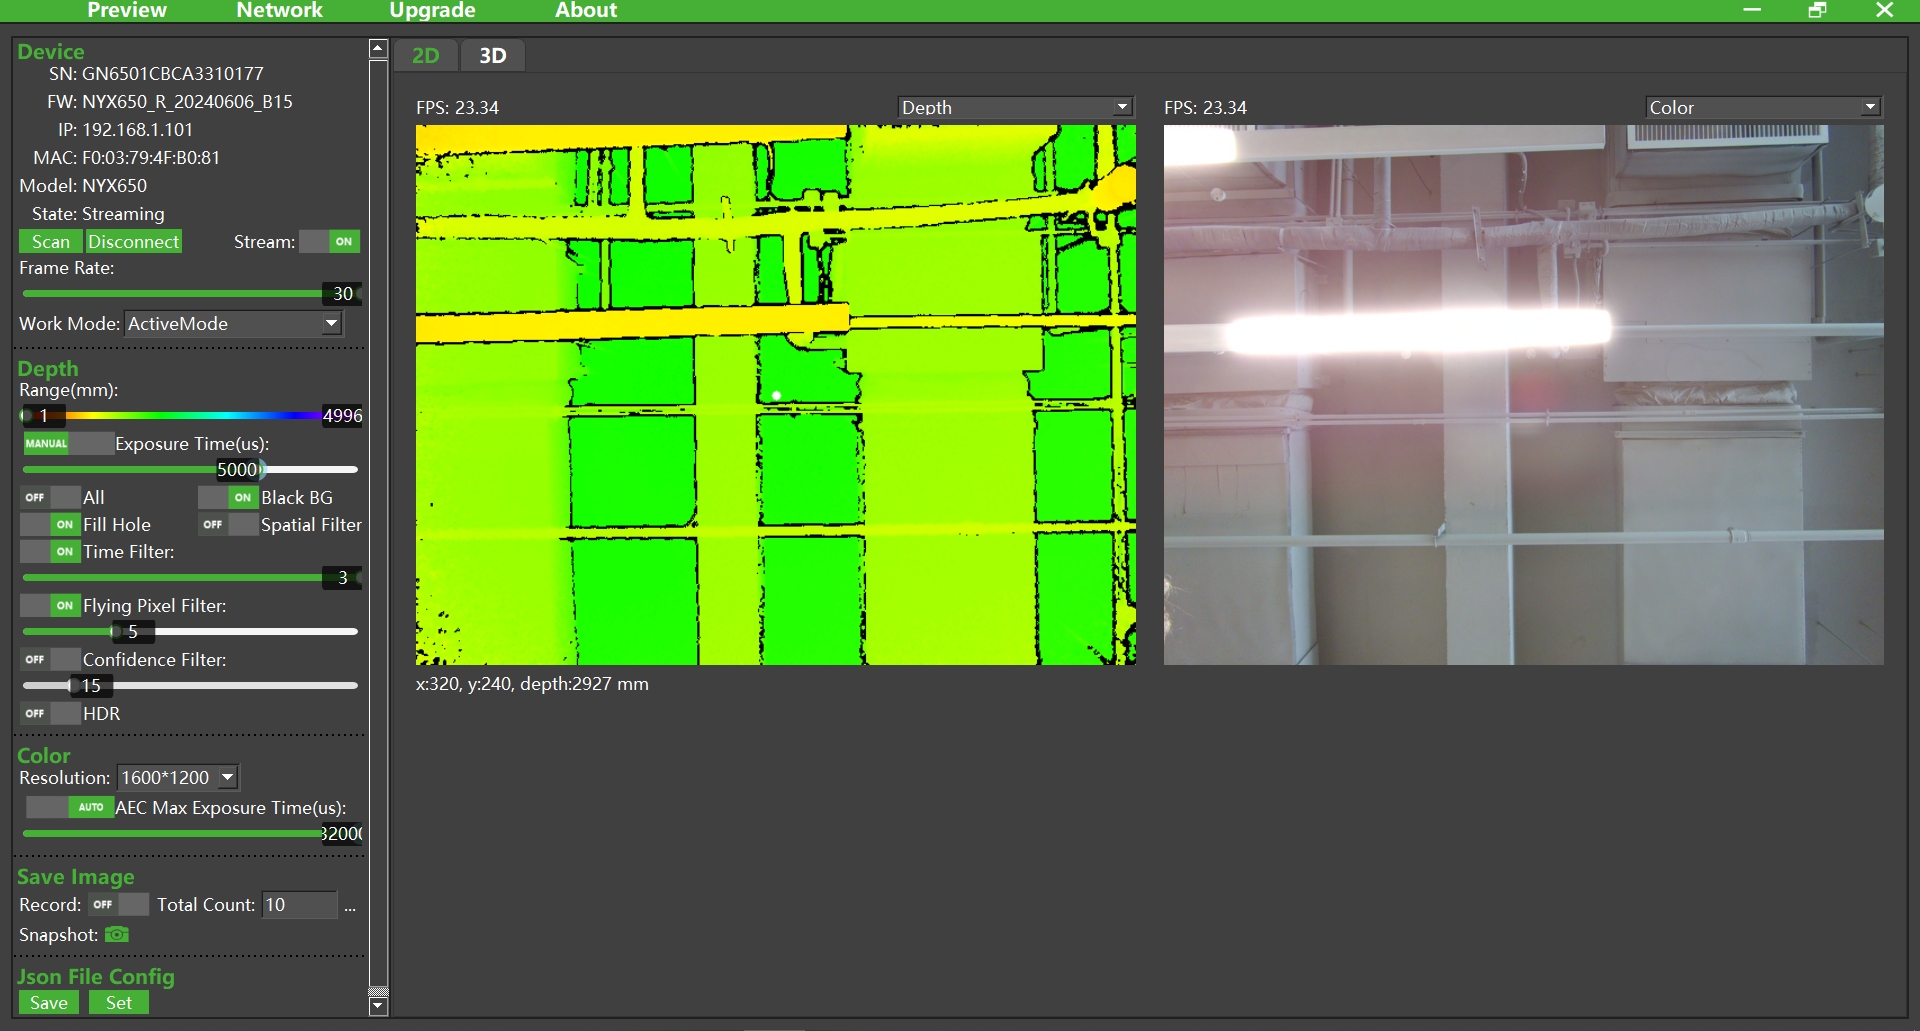 Preview Network Upgrade About
Device
SN: GN6501CBCA3310177
FW: NYX650_R_20240606_B15
IP: 192.168.1.101
MAC: F0:03:79:4F:B0:81
Model: NYX650
State: Streaming
Scan Disconnect Stream: ON
Frame Rate:
30
Work Mode: ActiveMode
Depth
Range(mm):
1 4996
MANUAL Exposure Time(us):
5000
OFF All ON Black BG
ON Fill Hole OFF Spatial Filter
ON Time Filter:
3
ON Flying Pixel Filter:
5
OFF Confidence Filter:
15
OFF HDR
Color
Resolution: 1600*1200
AUTO AEC Max Exposure Time(us):
32000
Save Image
Record: OFF Total Count: 10 ...
Snapshot:
Json File Config
Save Set
2D 3D
FPS: 23.34 Depth
x:320, y:240, depth:2927 mm
FPS: 23.34 Color